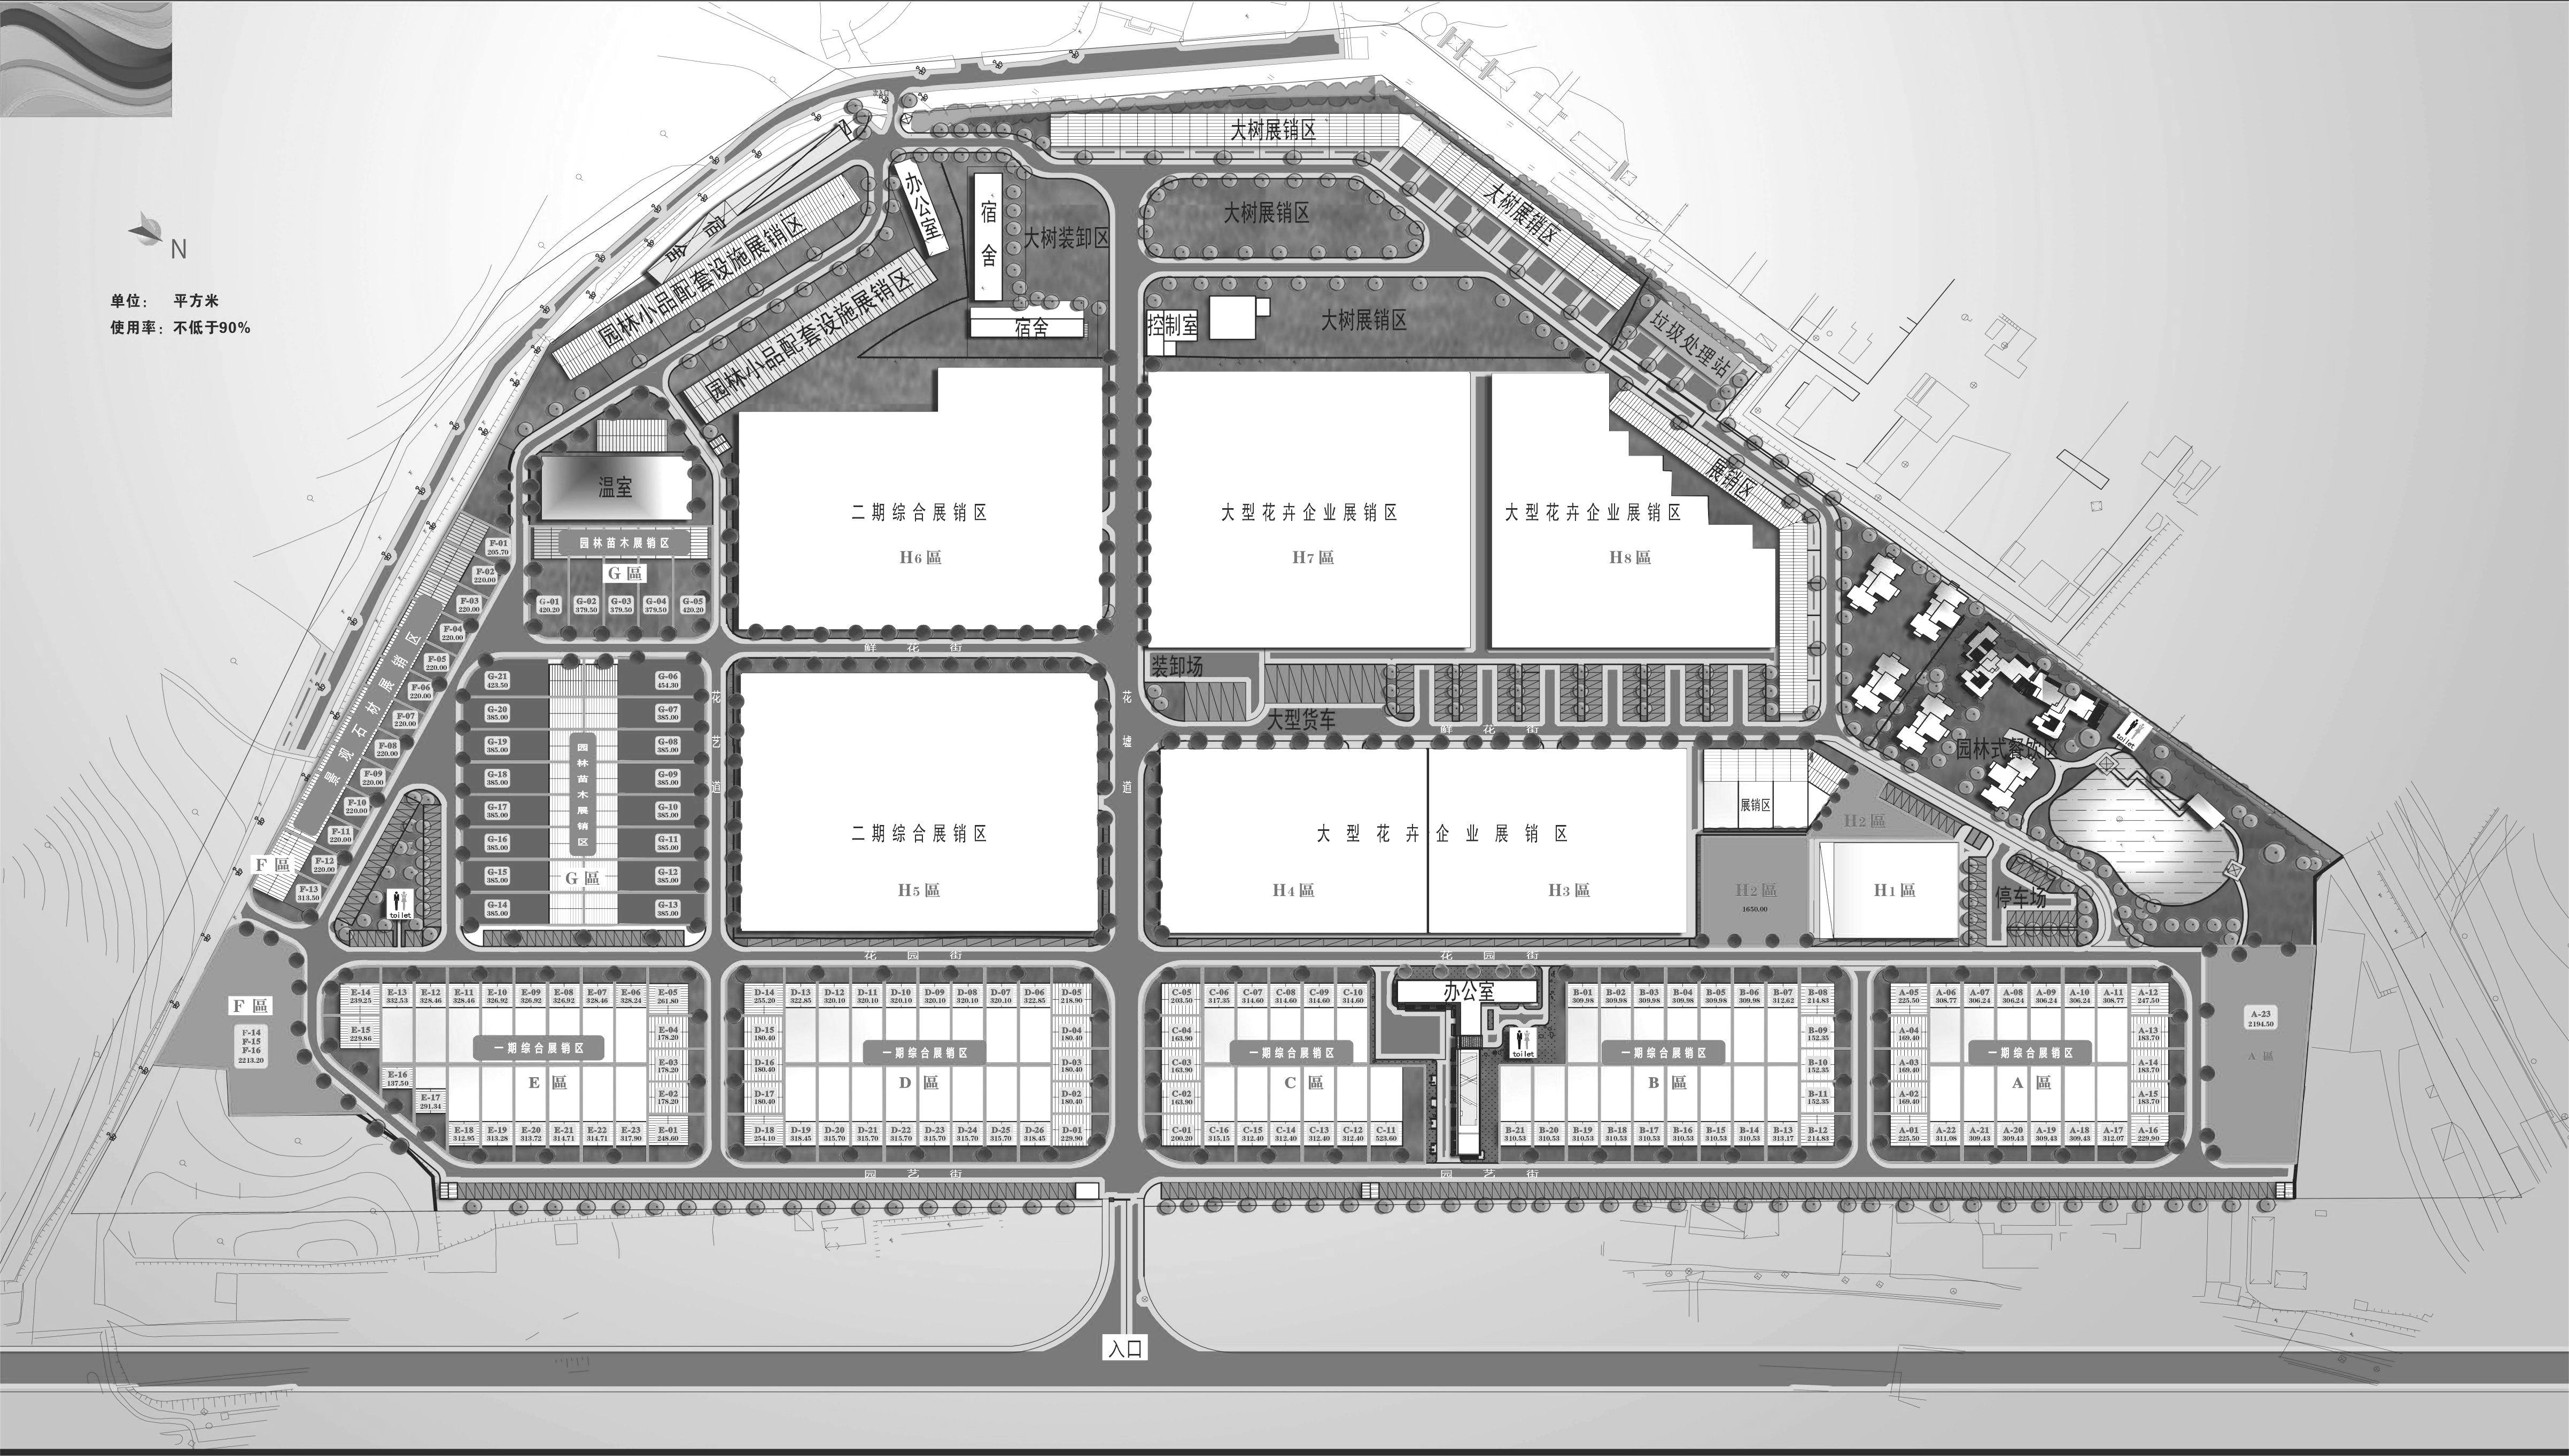 N
单位： 平方米
使用率：不低于90%
大树展销区
大树展销区
大树展销区
大树展销区
大树装卸区
办公室
宿舍
宿舍
宿舍
控制室
垃圾处理站
园林小品配套设施展销区
园林小品配套设施展销区
温室
园林苗木展销区
G區
G-01
420.20
G-02
379.50
G-03
379.50
G-04
379.50
G-05
420.20
二期综合展销区
H6區
大型花卉企业展销区
H7區
大型花卉企业展销区
H8區
展销区
F-01
205.70
F-02
220.00
F-03
220.00
F-04
220.00
F-05
220.00
F-06
220.00
F-07
220.00
F-08
220.00
F-09
220.00
F-10
220.00
F-11
220.00
F-12
220.00
F-13
313.50
景观石材展销区
F區
鲜花街
花艺道
花墟道
装卸场
大型货车
鲜花街
G-21
423.50
G-20
385.00
G-19
385.00
G-18
385.00
G-17
385.00
G-16
385.00
G-15
385.00
G-14
385.00
园林苗木展销区
G區
G-06
454.30
G-07
385.00
G-08
385.00
G-09
385.00
G-10
385.00
G-11
385.00
G-12
385.00
G-13
385.00
toilet
二期综合展销区
H5區
大型花卉企业展销区
H4區
H3區
展销区
H2區
H2區
1650.00
H1區
停车场
园林式餐饮区
toilet
花园街
花园街
F區
F-14
F-15
F-16
2213.20
E-14
239.25
E-13
332.53
E-12
328.46
E-11
328.46
E-10
326.92
E-09
326.92
E-08
326.92
E-07
328.46
E-06
328.24
E-05
261.80
E-15
229.86
E-04
178.20
E-03
178.20
E-16
137.50
E-17
291.34
E-02
178.20
一期综合展销区
E區
E-18
312.95
E-19
313.28
E-20
313.72
E-21
314.71
E-22
314.71
E-23
317.90
E-01
248.60
D-14
255.20
D-13
322.85
D-12
320.10
D-11
320.10
D-10
320.10
D-09
320.10
D-08
320.10
D-07
320.10
D-06
322.85
D-05
218.90
D-15
180.40
D-04
180.40
D-16
180.40
D-03
180.40
D-17
180.40
D-02
180.40
一期综合展销区
D區
D-18
254.10
D-19
318.45
D-20
315.70
D-21
315.70
D-22
315.70
D-23
315.70
D-24
315.70
D-25
315.70
D-26
318.45
D-01
229.90
C-05
203.50
C-06
317.35
C-07
314.60
C-08
314.60
C-09
314.60
C-10
314.60
C-04
163.90
C-03
163.90
C-02
163.90
一期综合展销区
C區
C-01
200.20
C-16
315.15
C-15
312.40
C-14
312.40
C-13
312.40
C-12
312.40
C-11
523.60
办公室
toilet
B-01
309.98
B-02
309.98
B-03
309.98
B-04
309.98
B-05
309.98
B-06
309.98
B-07
312.62
B-08
214.83
B-09
152.35
B-10
152.35
B-11
152.35
一期综合展销区
B區
B-21
310.53
B-20
310.53
B-19
310.53
B-18
310.53
B-17
310.53
B-16
310.53
B-15
310.53
B-14
310.53
B-13
313.17
B-12
214.83
A-05
225.50
A-06
308.77
A-07
306.24
A-08
306.24
A-09
306.24
A-10
306.24
A-11
308.77
A-12
247.50
A-04
169.40
A-13
183.70
A-03
169.40
A-14
183.70
A-02
169.40
A-15
183.70
一期综合展销区
A區
A-01
225.50
A-22
311.08
A-21
309.43
A-20
309.43
A-19
309.43
A-18
309.43
A-17
312.07
A-16
229.90
A-23
2194.50
A區
园艺街
园艺街
入口